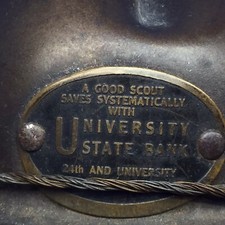 A GOOD SCOUT
SAVES SYSTEMATICALLY
WITH
UNIVERSITY
STATE BANK
24th AND UNIVERSITY